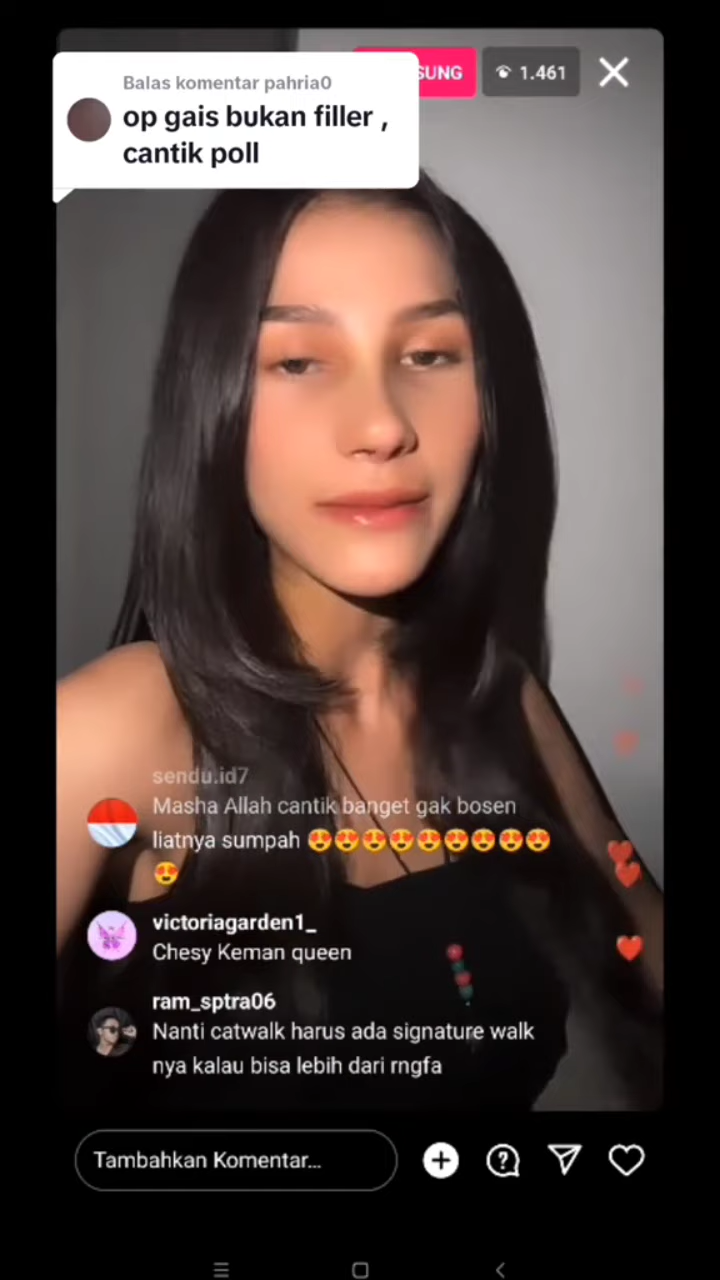 Balas komentar pahria0
op gais bukan filler ,
cantik poll
SUNG
1.461
sendu.id7
Masha Allah cantik banget gak bosen
liatnya sumpah 😍😍😍😍😍😍😍😍😍
😍
victoriagarden1_
Chesy Keman queen
ram_sptra06
Nanti catwalk harus ada signature walk
nya kalau bisa lebih dari rngfa
Tambahkan Komentar...